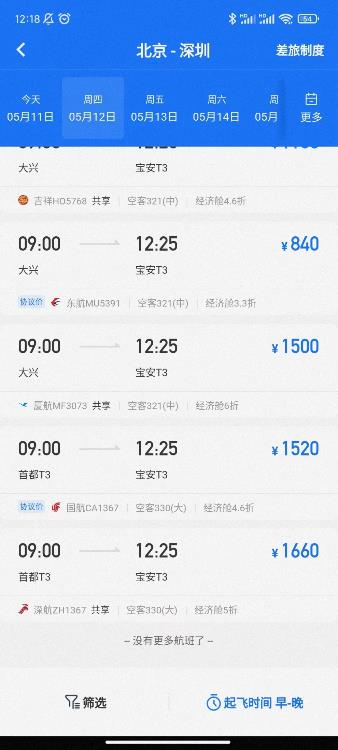 12:18
54
北京 - 深圳
差旅制度
今天
周四
周五
周六
周
05月11日
05月12日
05月13日
05月14日
05月
更多
大兴
宝安T3
吉祥HO5768 共享 空客321(中) 经济舱4.6折
09:00 12:25 ¥840
大兴 宝安T3
协议价 东航MU5391 空客321(中) 经济舱3.3折
09:00 12:25 ¥1500
大兴 宝安T3
厦航MF3073 共享 空客321(中) 经济舱6折
09:00 12:25 ¥1520
首都T3 宝安T3
协议价 国航CA1367 空客330(大) 经济舱4.6折
09:00 12:25 ¥1660
首都T3 宝安T3
深航ZH1367 共享 空客330(大) 经济舱5折
-- 没有更多航班了 --
筛选
起飞时间 早-晚